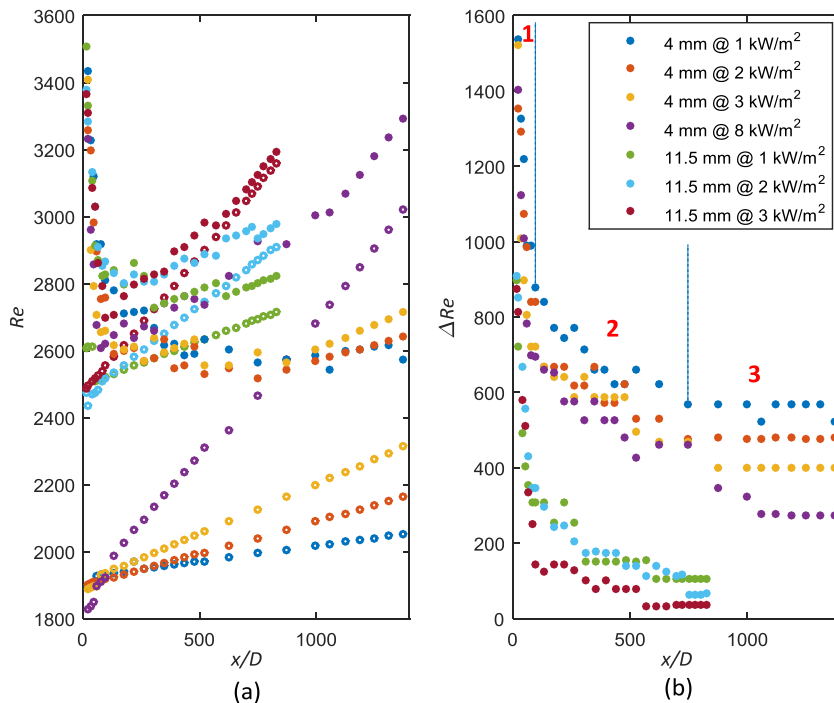 3600
3400
3200
3000
2800
2600
2400
2200
2000
1800
Re
0
500
1000
x/D
(a)
1600
1400
1200
1000
800
600
400
200
0
ΔRe
0
500
1000
x/D
(b)
1
2
3
4 mm @ 1 kW/m²
4 mm @ 2 kW/m²
4 mm @ 3 kW/m²
4 mm @ 8 kW/m²
11.5 mm @ 1 kW/m²
11.5 mm @ 2 kW/m²
11.5 mm @ 3 kW/m²